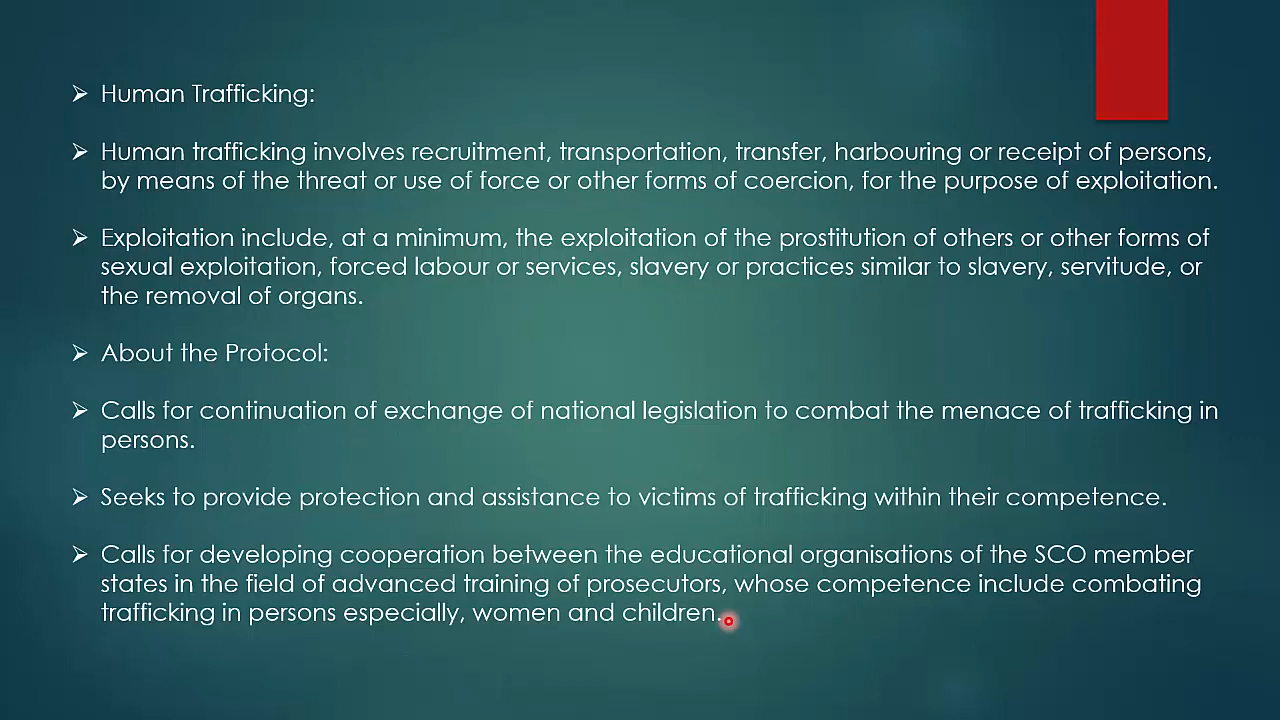 ➢ Human Trafficking:
➢ Human trafficking involves recruitment, transportation, transfer, harbouring or receipt of persons,
by means of the threat or use of force or other forms of coercion, for the purpose of exploitation.
➢ Exploitation include, at a minimum, the exploitation of the prostitution of others or other forms of
sexual exploitation, forced labour or services, slavery or practices similar to slavery, servitude, or
the removal of organs.
➢ About the Protocol:
➢ Calls for continuation of exchange of national legislation to combat the menace of trafficking in
persons.
➢ Seeks to provide protection and assistance to victims of trafficking within their competence.
➢ Calls for developing cooperation between the educational organisations of the SCO member
states in the field of advanced training of prosecutors, whose competence include combating
trafficking in persons especially, women and children.